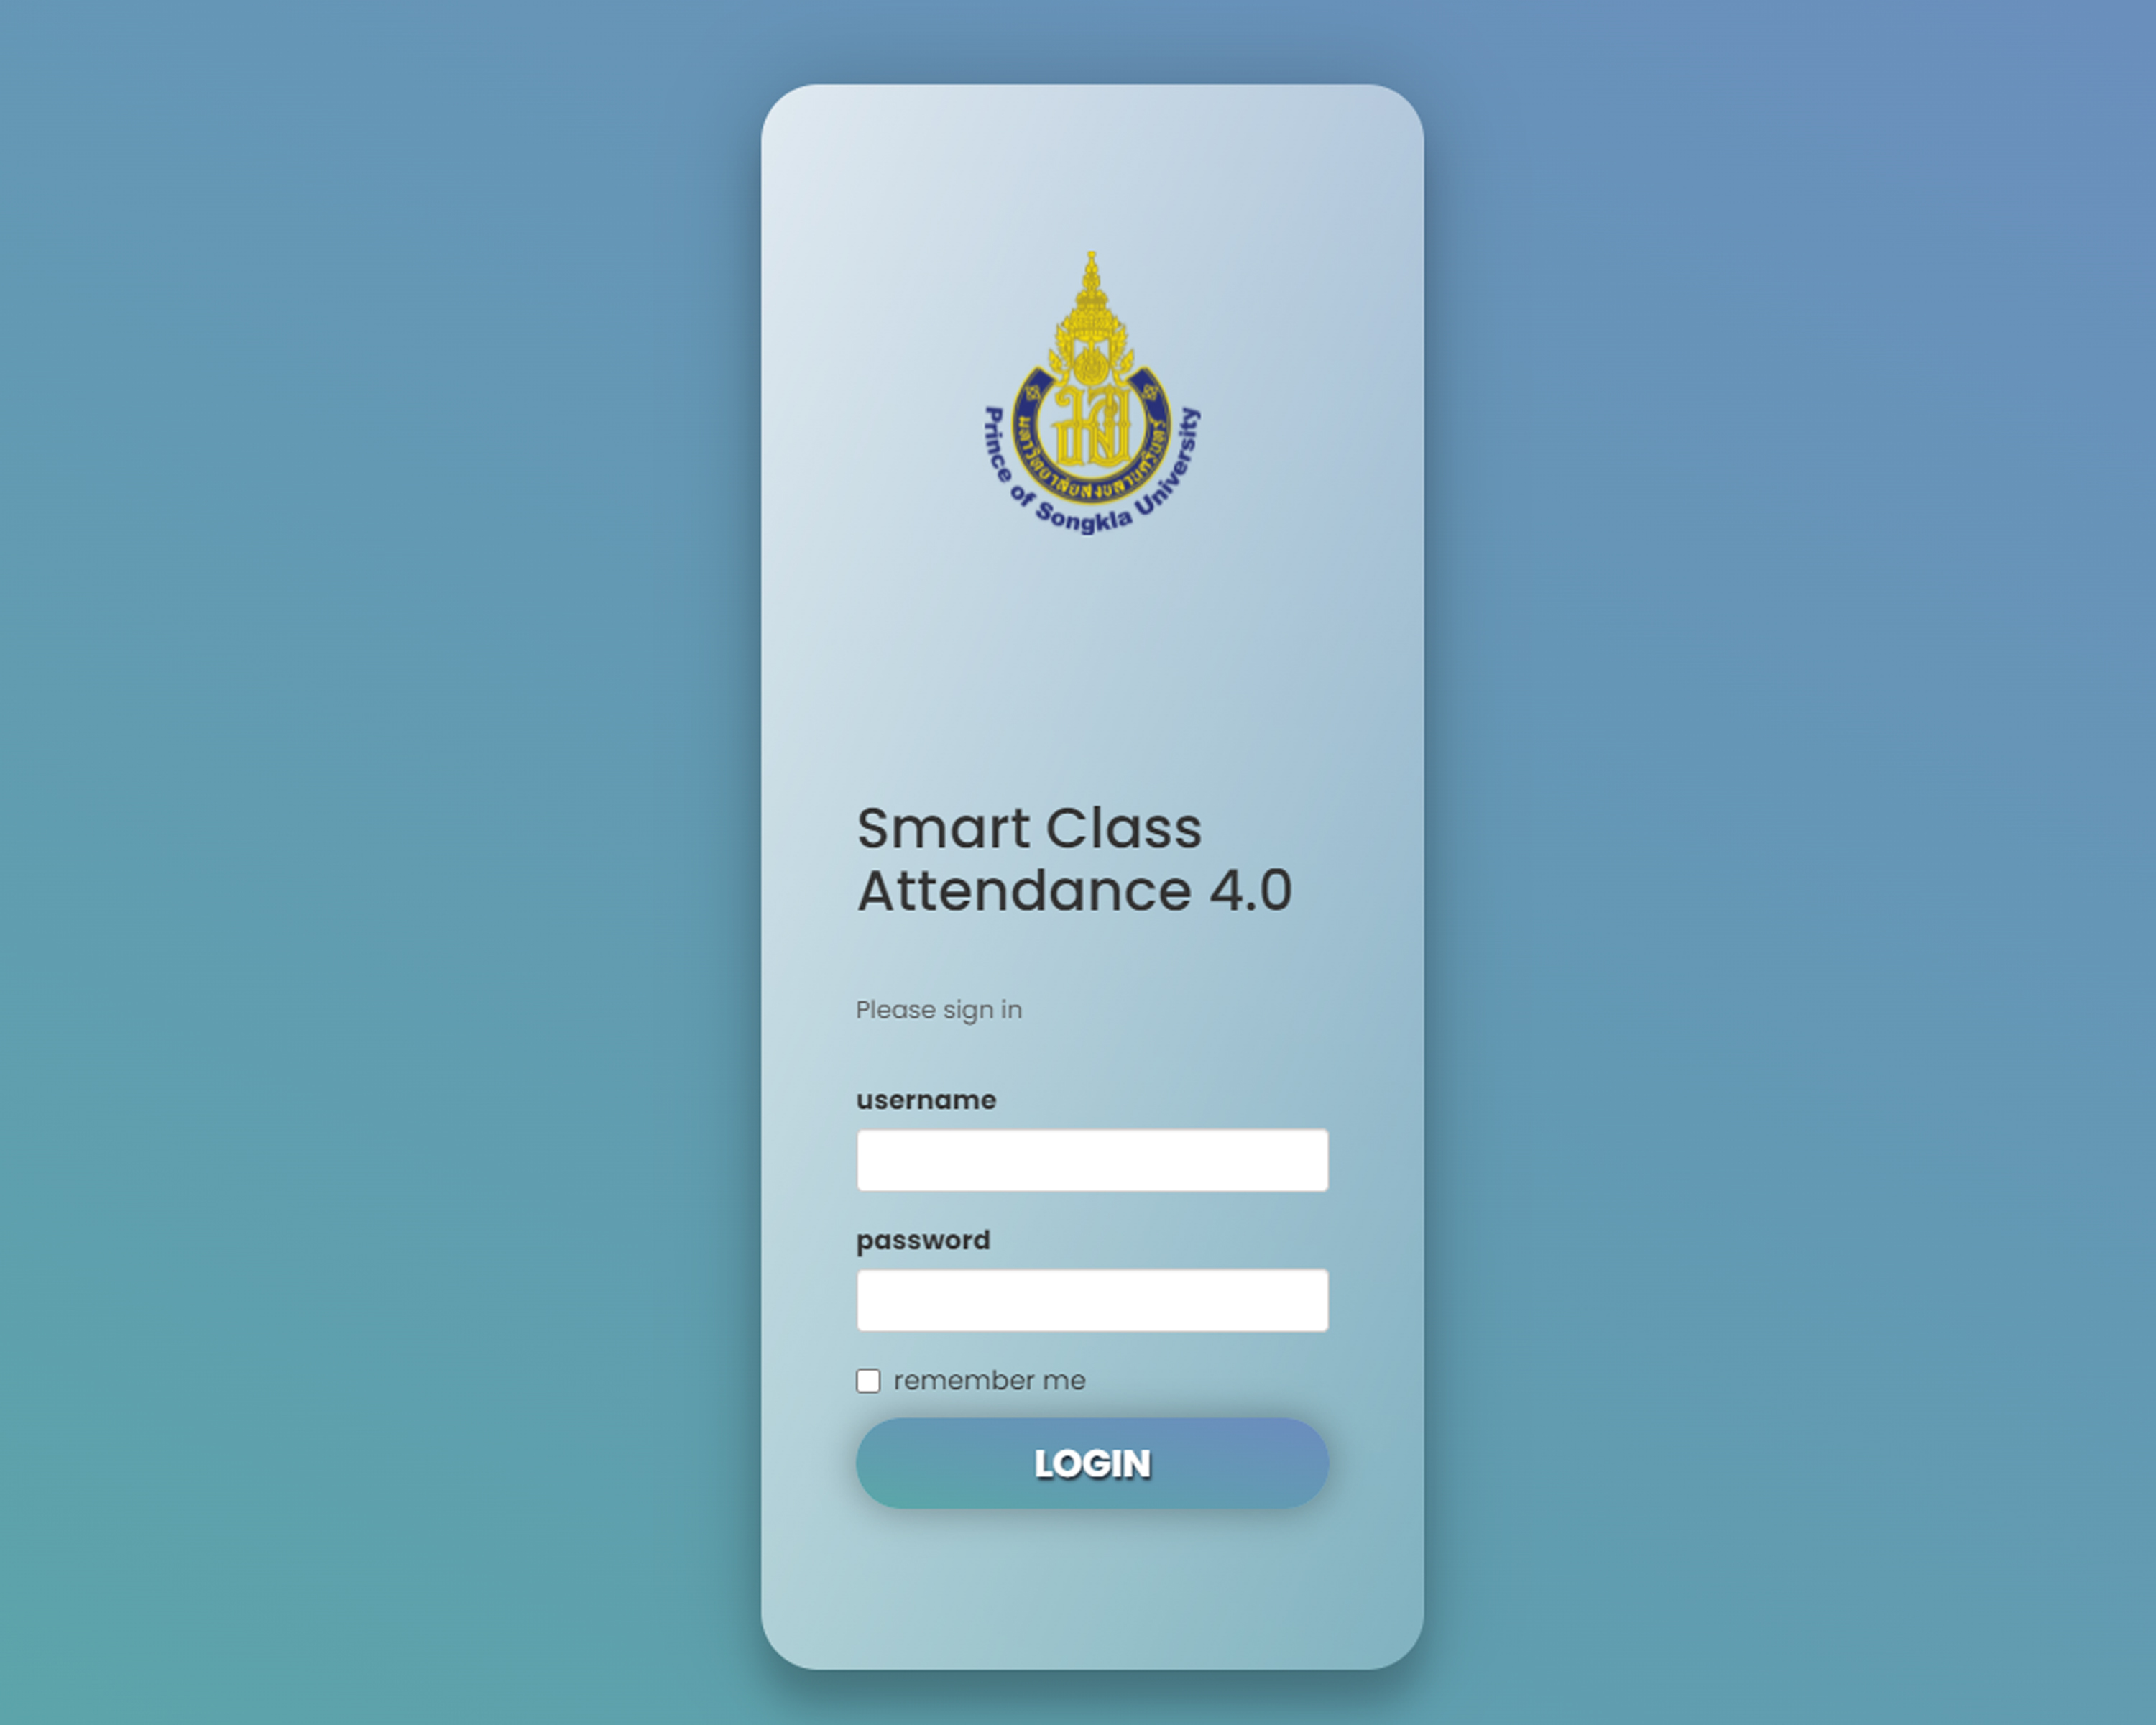 มหาวิทยาลัยสงขลานครินทร์
Prince of Songkla University
Smart Class
Attendance 4.0
Please sign in
username
password
remember me
LOGIN